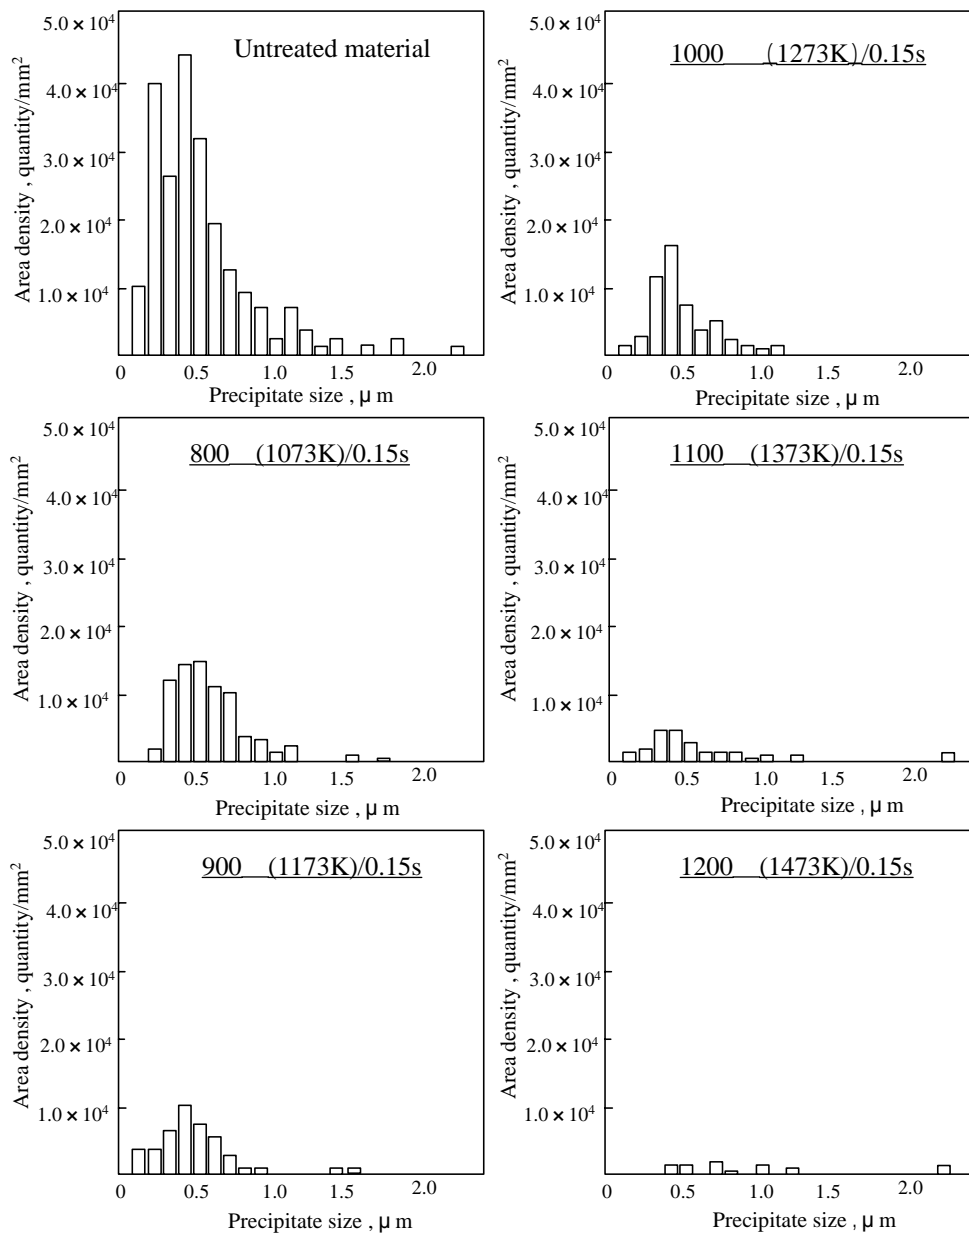 Untreated material
5.0 × 10⁴
4.0 × 10⁴
3.0 × 10⁴
2.0 × 10⁴
1.0 × 10⁴
Area density , quantity/mm²
0 0.5 1.0 1.5 2.0
Precipitate size , μ m
1000 (1273K)/0.15s
5.0 × 10⁴
4.0 × 10⁴
3.0 × 10⁴
2.0 × 10⁴
1.0 × 10⁴
Area density , quantity/mm²
0 0.5 1.0 1.5 2.0
Precipitate size , μ m
800 (1073K)/0.15s
5.0 × 10⁴
4.0 × 10⁴
3.0 × 10⁴
2.0 × 10⁴
1.0 × 10⁴
Area density , quantity/mm²
0 0.5 1.0 1.5 2.0
Precipitate size , μ m
1100 (1373K)/0.15s
5.0 × 10⁴
4.0 × 10⁴
3.0 × 10⁴
2.0 × 10⁴
1.0 × 10⁴
Area density , quantity/mm²
0 0.5 1.0 1.5 2.0
Precipitate size , μ m
900 (1173K)/0.15s
5.0 × 10⁴
4.0 × 10⁴
3.0 × 10⁴
2.0 × 10⁴
1.0 × 10⁴
Area density , quantity/mm²
0 0.5 1.0 1.5 2.0
Precipitate size , μ m
1200 (1473K)/0.15s
5.0 × 10⁴
4.0 × 10⁴
3.0 × 10⁴
2.0 × 10⁴
1.0 × 10⁴
Area density , quantity/mm²
0 0.5 1.0 1.5 2.0
Precipitate size , μ m